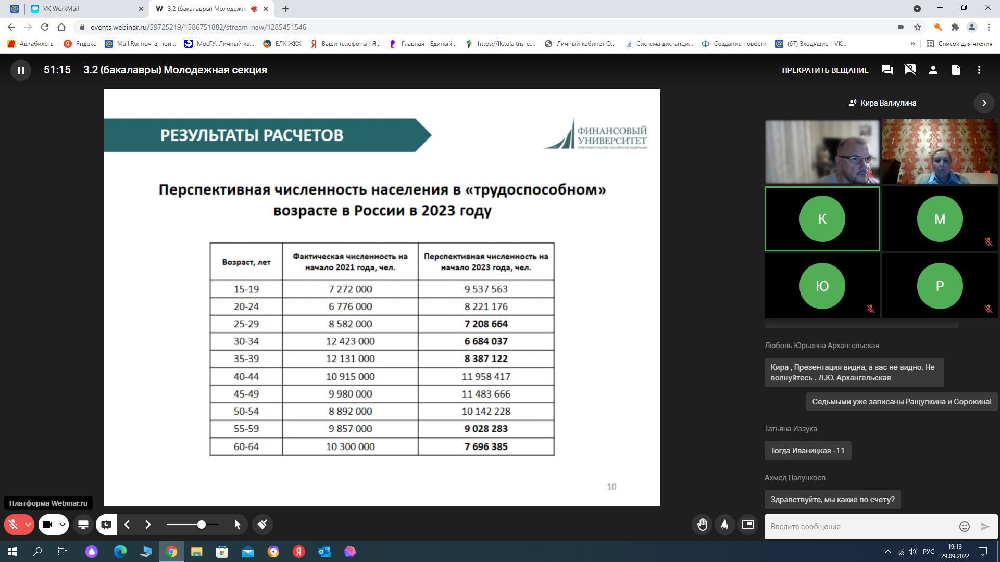 VK WorkMail
3.2 (бакалавры) Молодежна
events.webinar.ru/59725219/1586751882/stream-new/1285451546
Авиабилеты
Яндекс
Mail.Ru: почта, пои...
МосГУ. Личный ка...
ЕЛК ЖКХ
Ваши телефоны | Я...
Главная - Единый...
https://lk.tula.tns-e....
Личный кабинет О...
Система дистанци...
Создание новости
(67) Входящие - VK...
»
Список для чтения
51:15 3.2 (бакалавры) Молодежная секция
ПРЕКРАТИТЬ ВЕЩАНИЕ
РЕЗУЛЬТАТЫ РАСЧЕТОВ
ФИНАНСОВЫЙ
УНИВЕРСИТЕТ
ПРИ ПРАВИТЕЛЬСТВЕ РОССИЙСКОЙ ФЕДЕРАЦИИ
Перспективная численность населения в «трудоспособном»
возрасте в России в 2023 году
Возраст, лет
Фактическая численность на
начало 2021 года, чел.
Перспективная численность на
начало 2023 года, чел.
15-19 7 272 000 9 537 563
20-24 6 776 000 8 221 176
25-29 8 582 000 7 208 664
30-34 12 423 000 6 684 037
35-39 12 131 000 8 387 122
40-44 10 915 000 11 958 417
45-49 9 980 000 11 483 666
50-54 8 892 000 10 142 228
55-59 9 857 000 9 028 283
60-64 10 300 000 7 696 385
10
Кира Валиулина
К
М
Ю
Р
Любовь Юрьевна Архангельская
Кира , Презентация видна, а вас не видно. Не
волнуйтесь . Л.Ю. Архангельская
Седьмыми уже записаны Ращупкина и Сорокина!
Татьяна Иззука
Тогда Иваницкая -11
Ахмед Палункоев
Здравствуйте, мы какие по счету?
Введите сообщение
Платформа Webinar.ru
РУС
19:13
29.09.2022